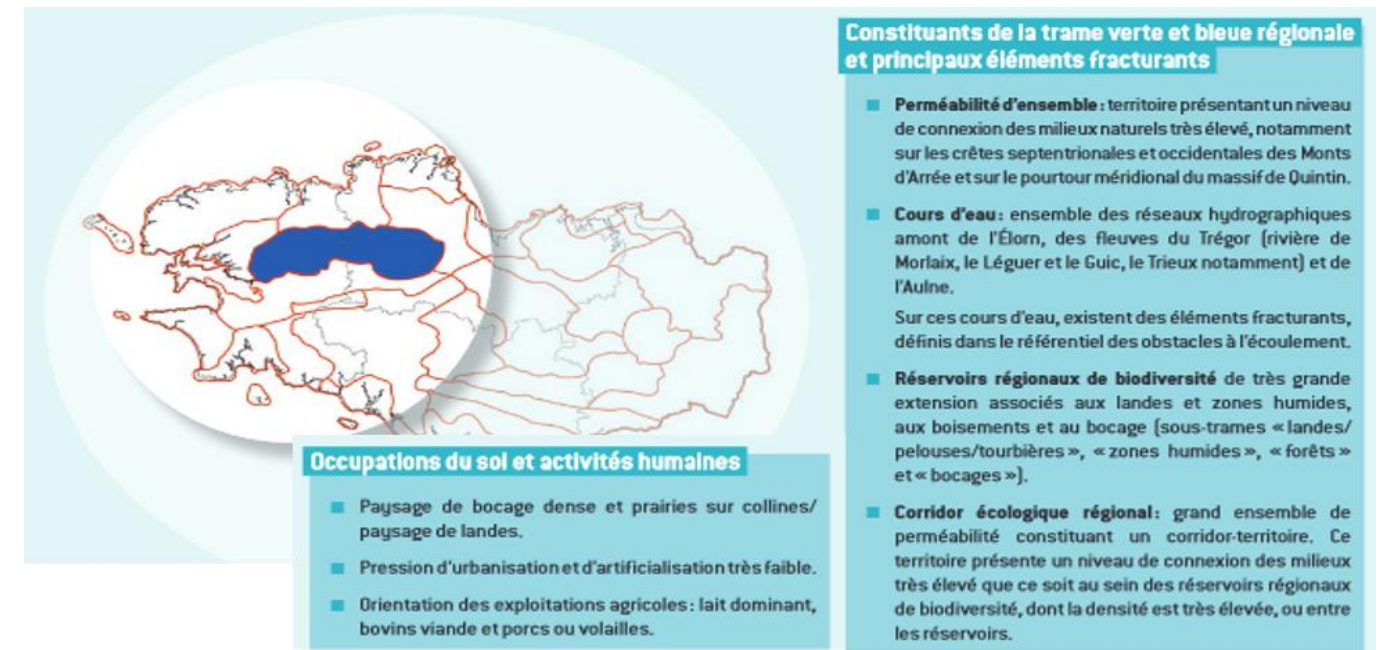 Constituants de la trame verte et bleue régionale
et principaux éléments fracturants
Perméabilité d'ensemble : territoire présentant un niveau
de connexion des milieux naturels très élevé, notamment
sur les crêtes septentrionales et occidentales des Monts
d'Arrée et sur le pourtour méridional du massif de Quintin.
Cours d'eau : ensemble des réseaux hydrographiques
amont de l'Élorn, des fleuves du Trégor (rivière de
Morlaix, le Léguer et le Guic, le Trieux notamment) et de
l'Aulne.
Sur ces cours d'eau, existent des éléments fracturants,
définis dans le référentiel des obstacles à l'écoulement.
Réservoirs régionaux de biodiversité de très grande
extension associés aux landes et zones humides,
aux boisements et au bocage (sous-trames « landes/
pelouses/tourbières », « zones humides », « forêts »
et « bocages »).
Corridor écologique régional : grand ensemble de
perméabilité constituant un corridor-territoire. Ce
territoire présente un niveau de connexion des milieux
très élevé que ce soit au sein des réservoirs régionaux
de biodiversité, dont la densité est très élevée, ou entre
les réservoirs.
Occupations du sol et activités humaines
Paysage de bocage dense et prairies sur collines/
paysage de landes.
Pression d'urbanisation et d'artificialisation très faible.
Orientation des exploitations agricoles : lait dominant,
bovins viande et porcs ou volailles.